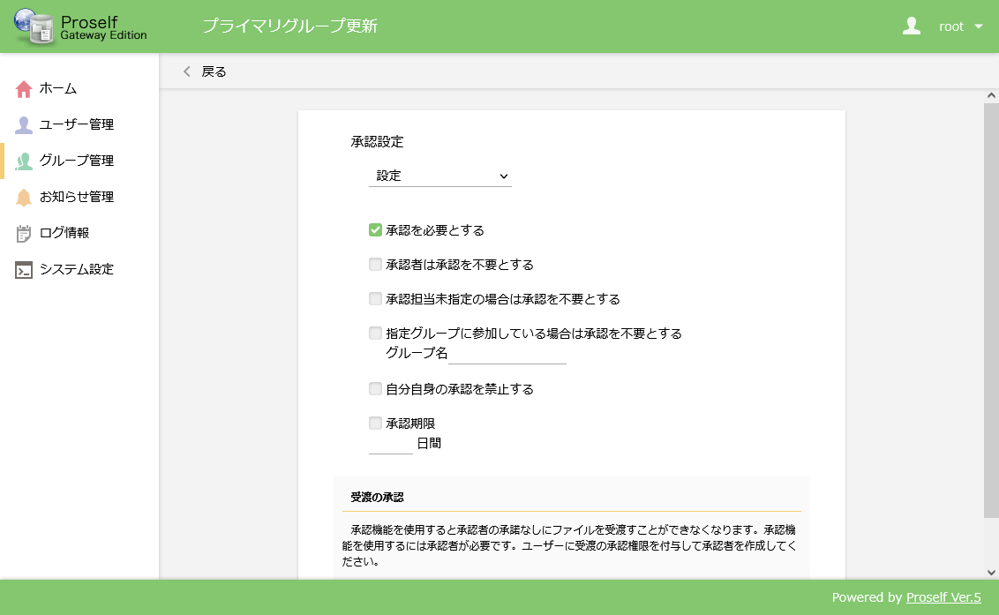 Proself
Gateway Edition
プライマリグループ更新
root
戻る
ホーム
ユーザー管理
グループ管理
お知らせ管理
ログ情報
システム設定
承認設定
設定
承認を必要とする
承認者は承認を不要とする
承認担当未指定の場合は承認を不要とする
指定グループに参加している場合は承認を不要とする
グループ名
自分自身の承認を禁止する
承認期限
日間
受渡の承認
承認機能を使用すると承認者の承諾なしにファイルを受渡すことができなくなります。承認機
能を使用するには承認者が必要です。ユーザーに受渡の承認権限を付与して承認者を作成してく
ださい。
Powered by Proself Ver.5